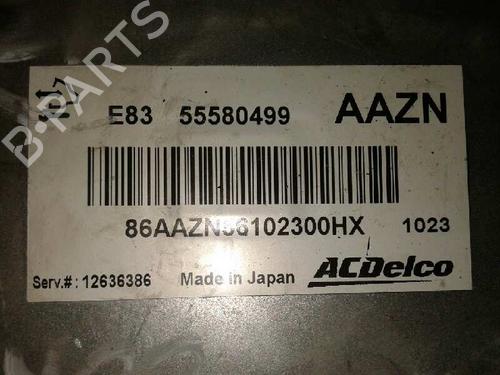 E83 55580499 AAZN
86AAZN56102300HX 1023
Serv.#: 12636386 Made in Japan ACDelco
B-PARTS